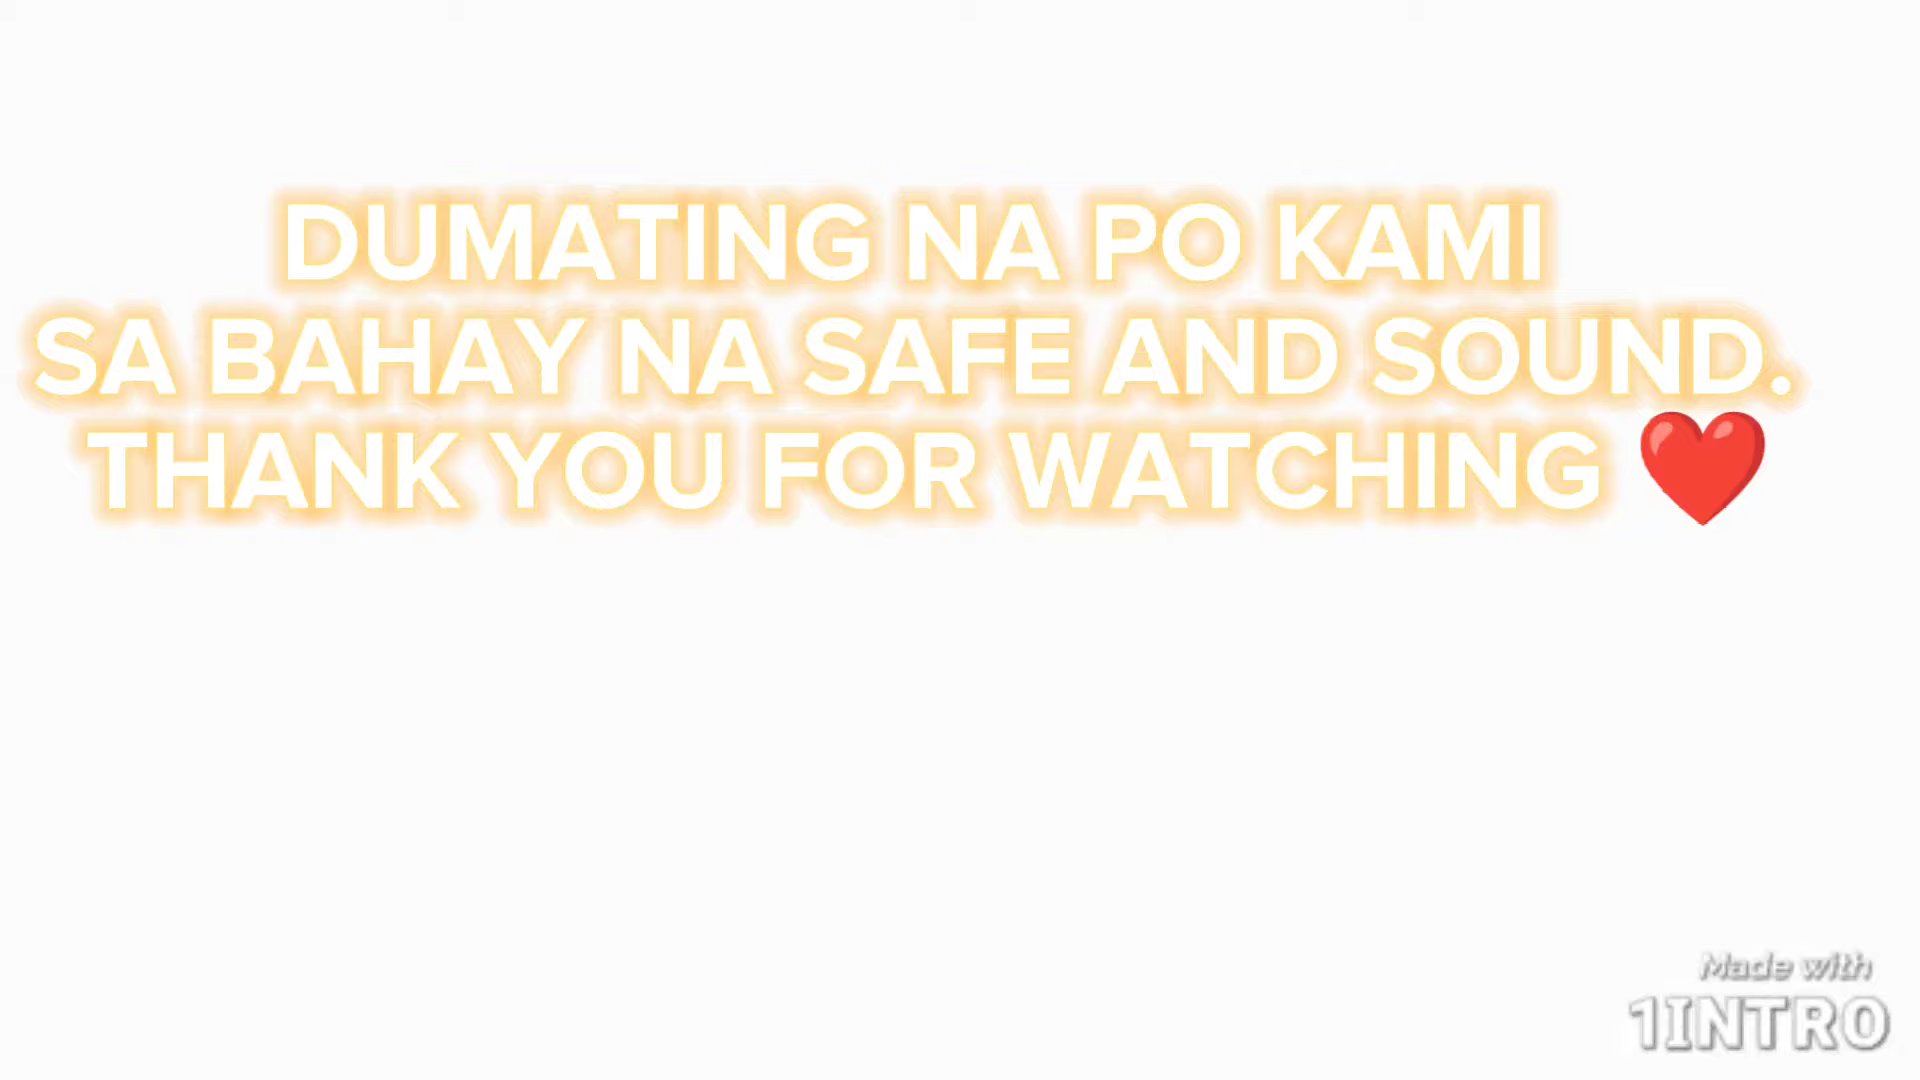 DUMATING NA PO KAMI
SA BAHAY NA SAFE AND SOUND.
THANK YOU FOR WATCHING ❤️
Made with
1INTRO